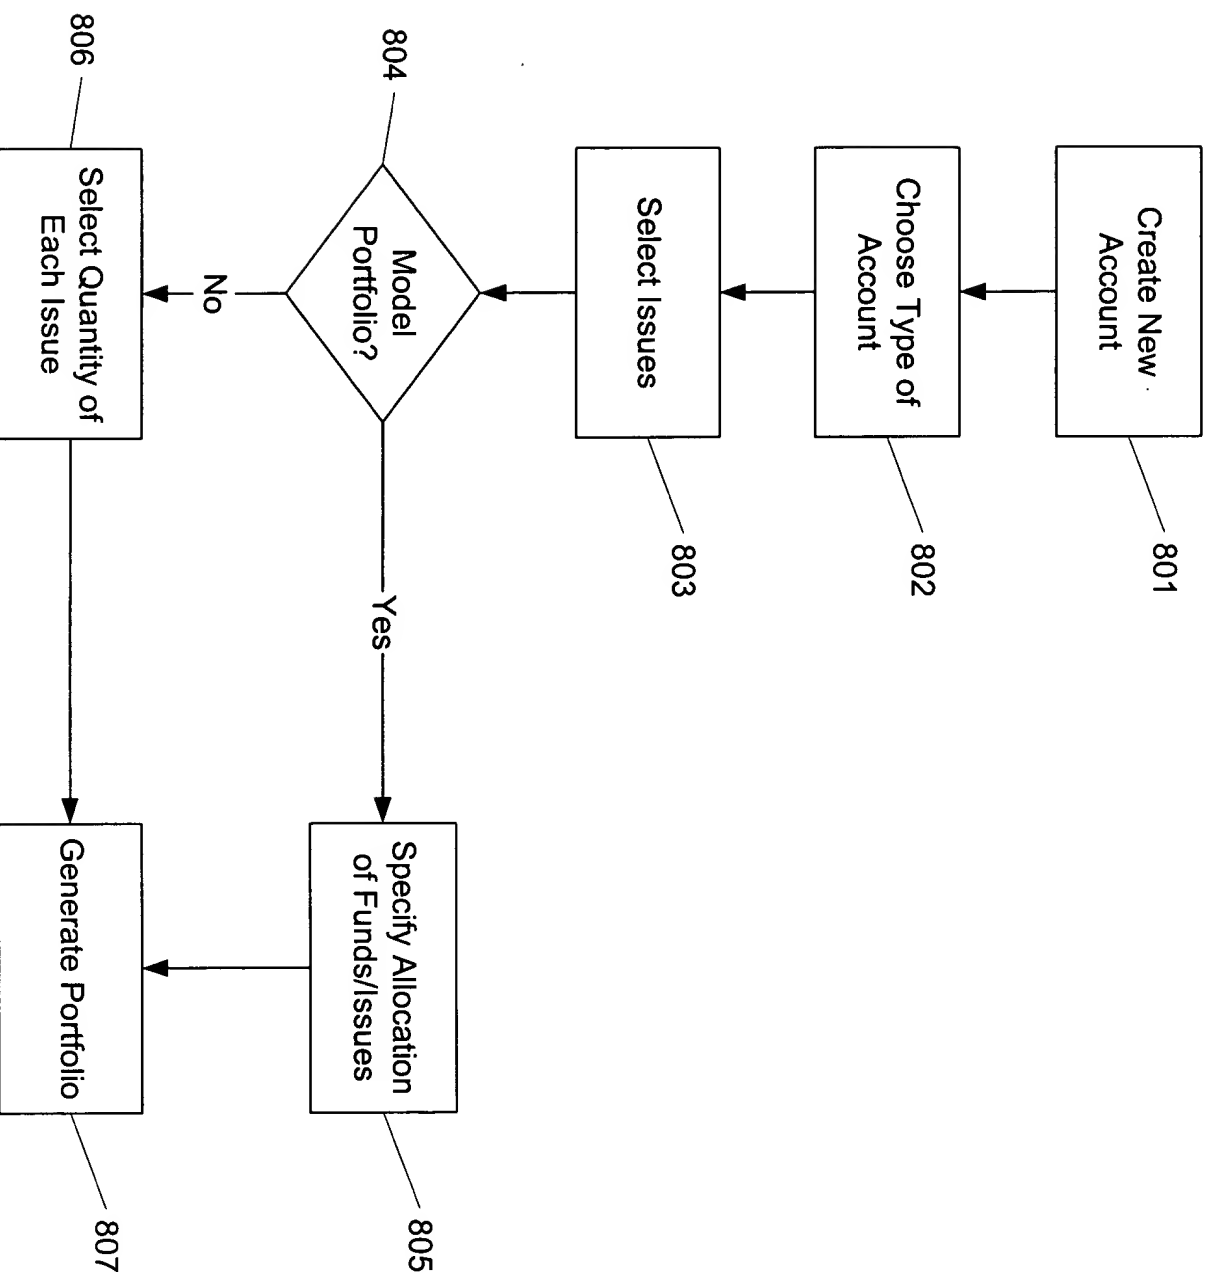 Create New
Account
801
Choose Type of
Account
802
Select Issues
803
804
Model
Portfolio?
Yes
Specify Allocation
of Funds/Issues
805
No
806
Select Quantity of
Each Issue
Generate Portfolio
807